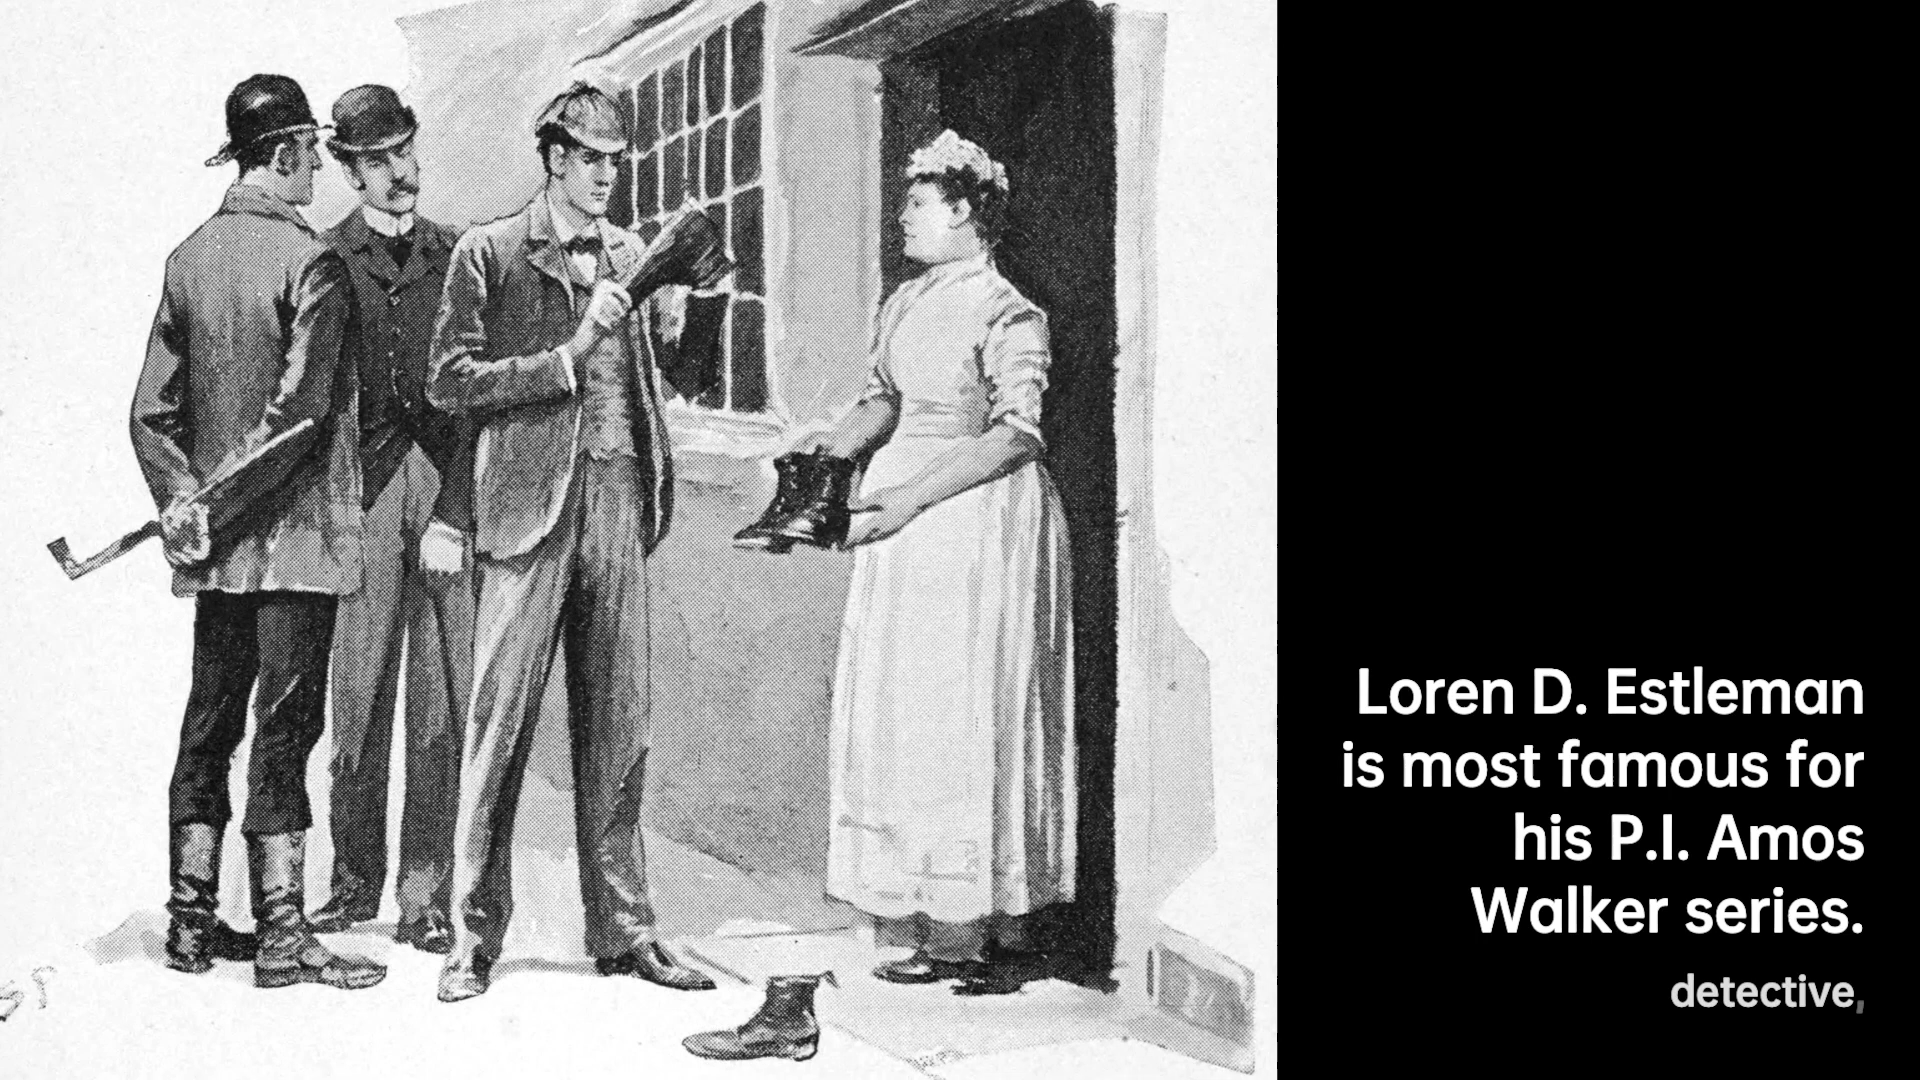 Loren D. Estleman
is most famous for
his P.I. Amos
Walker series.
detective,